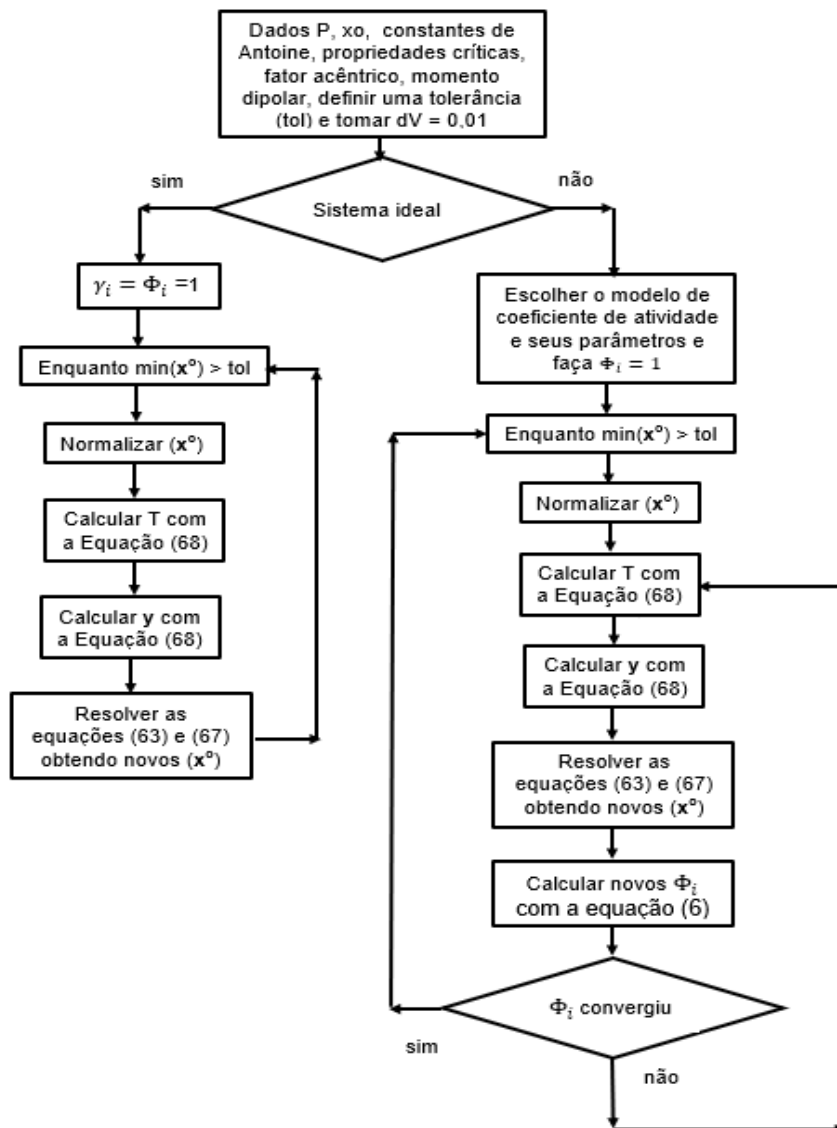 Dados P, xo, constantes de
Antoine, propriedades críticas,
fator acêntrico, momento
dipolar, definir uma tolerância
(tol) e tomar dV = 0,01
sim
não
Sistema ideal
γᵢ = Φᵢ =1
Enquanto min(x°) > tol
Normalizar (x°)
Calcular T com
a Equação (68)
Calcular y com
a Equação (68)
Resolver as
equações (63) e (67)
obtendo novos (x°)
Escolher o modelo de
coeficiente de atividade
e seus parâmetros e
faça Φᵢ = 1
Enquanto min(x°) > tol
Normalizar (x°)
Calcular T com
a Equação (68)
Calcular y com
a Equação (68)
Resolver as
equações (63) e (67)
obtendo novos (x°)
Calcular novos Φᵢ
com a equação (6)
Φᵢ convergiu
sim
não